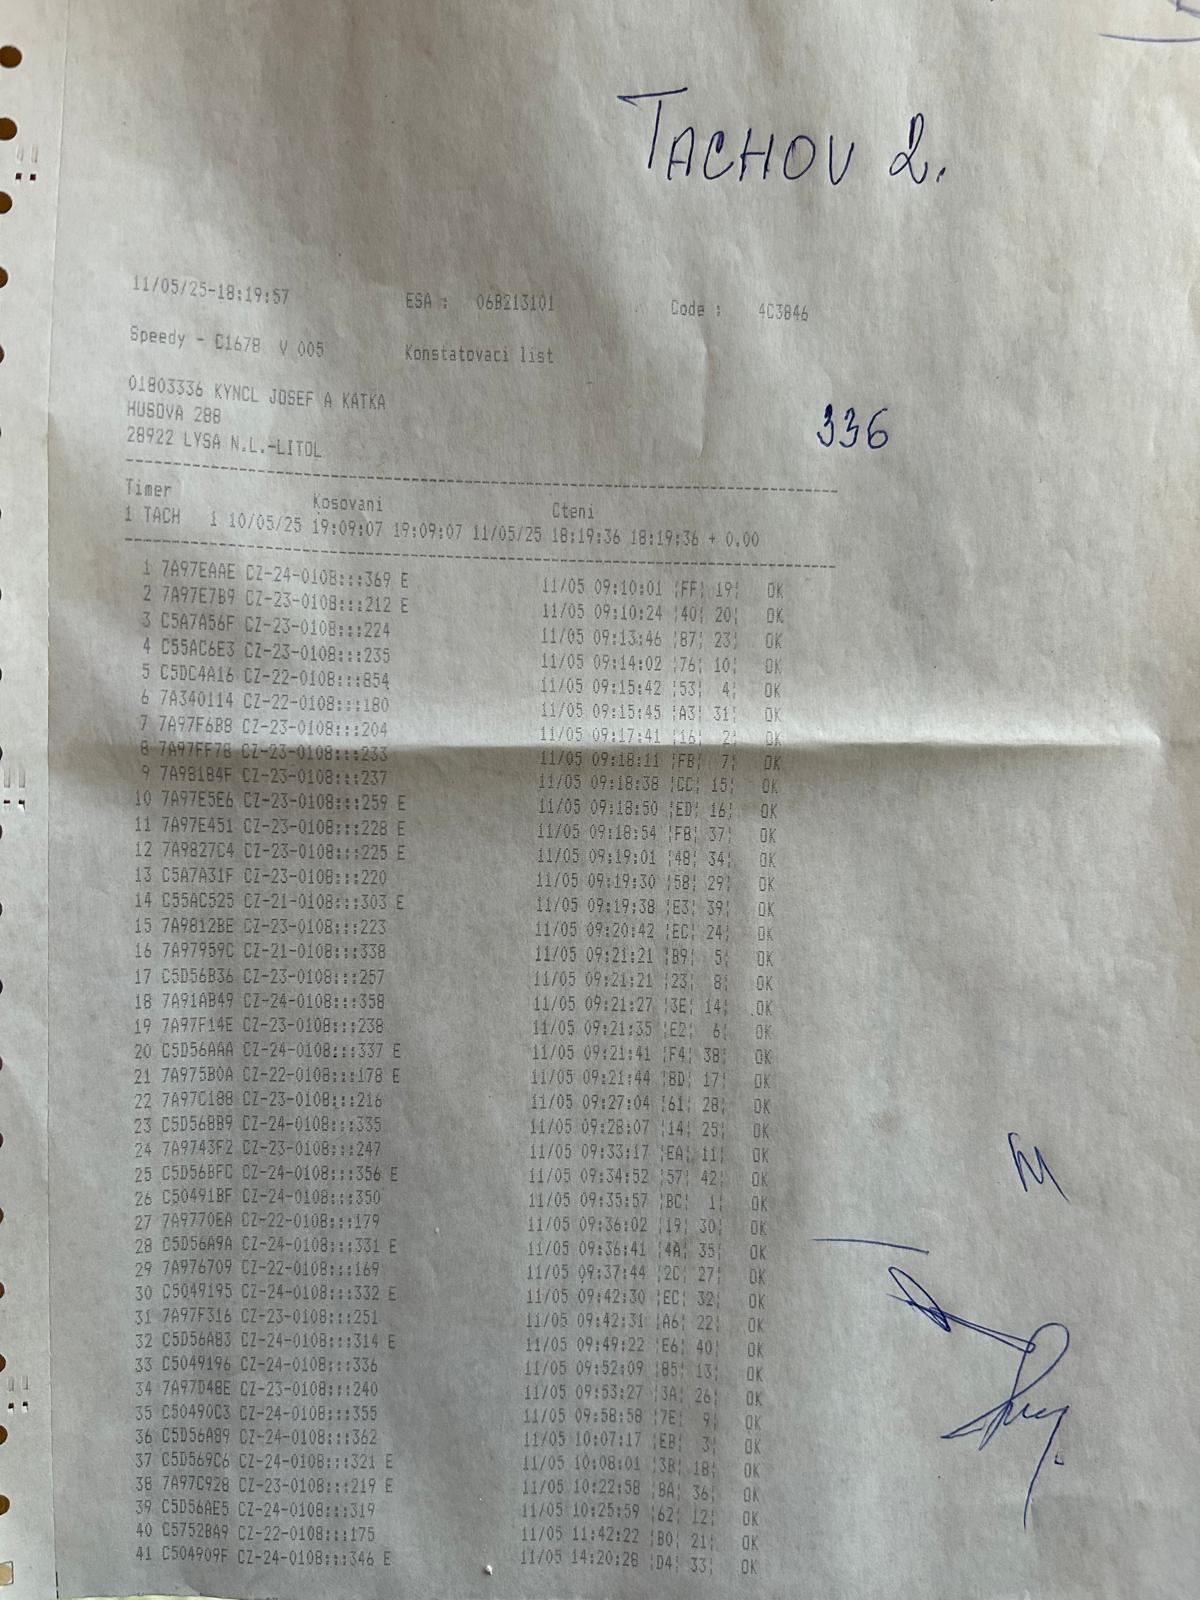 TACHOV 2.
11/05/25-18:19:57 ESA : 06B213101 Code : 4C3846
Speedy - C1678 V 005 Konstatovaci list
01803336 KYNCL JOSEF A KATKA
HUSOVA 288
28922 LYSA N.L.-LITOL
336
Timer Kosovani Cteni
1 TACH 1 10/05/25 19:09:07 19:09:07 11/05/25 18:19:36 18:19:36 + 0.00
1 7A97EAAE CZ-24-0108:::369 E 11/05 09:10:01 ¦FF¦ 19¦ OK
2 7A97E7B9 CZ-23-0108:::212 E 11/05 09:10:24 ¦40¦ 20¦ OK
3 C5A7A56F CZ-23-0108:::224 11/05 09:13:46 ¦87¦ 23¦ OK
4 C55AC6E3 CZ-23-0108:::235 11/05 09:14:02 ¦76¦ 10¦ OK
5 C5DC4A16 CZ-22-0108:::854 11/05 09:15:42 ¦53¦ 4¦ OK
6 7A340114 CZ-22-0108:::180 11/05 09:15:45 ¦A3¦ 31¦ OK
7 7A97F6B8 CZ-23-0108:::204 11/05 09:17:41 ¦16¦ 2¦ OK
8 7A97FF78 CZ-23-0108:::233 11/05 09:18:11 ¦FB¦ 7¦ OK
9 7A98184F CZ-23-0108:::237 11/05 09:18:38 ¦CC¦ 15¦ OK
10 7A97E5E6 CZ-23-0108:::259 E 11/05 09:18:50 ¦ED¦ 16¦ OK
11 7A97E451 CZ-23-0108:::228 E 11/05 09:18:54 ¦F8¦ 37¦ OK
12 7A9827C4 CZ-23-0108:::225 E 11/05 09:19:01 ¦48¦ 34¦ OK
13 C5A7A31F CZ-23-0108:::220 11/05 09:19:30 ¦58¦ 29¦ OK
14 C55AC525 CZ-21-0108:::303 E 11/05 09:19:38 ¦E3¦ 39¦ OK
15 7A9812BE CZ-23-0108:::223 11/05 09:20:42 ¦EC¦ 24¦ OK
16 7A97959C CZ-21-0108:::338 11/05 09:21:21 ¦B9¦ 5¦ OK
17 C5D56B36 CZ-23-0108:::257 11/05 09:21:21 ¦23¦ 8¦ OK
18 7A91AB49 CZ-24-0108:::358 11/05 09:21:27 ¦3E¦ 14¦ OK
19 7A97F14E CZ-23-0108:::238 11/05 09:21:35 ¦E2¦ 6¦ OK
20 C5D56AAA CZ-24-0108:::337 E 11/05 09:21:41 ¦F4¦ 38¦ OK
21 7A975B0A CZ-22-0108:::178 E 11/05 09:21:44 ¦8D¦ 17¦ OK
22 7A97C188 CZ-23-0108:::216 11/05 09:27:04 ¦61¦ 28¦ OK
23 C5D56BB9 CZ-24-0108:::335 11/05 09:28:07 ¦14¦ 25¦ OK
24 7A9743F2 CZ-23-0108:::247 11/05 09:33:17 ¦EA¦ 11¦ OK
25 C5D56BFC CZ-24-0108:::356 E 11/05 09:34:52 ¦57¦ 42¦ OK
26 C50491BF CZ-24-0108:::350 11/05 09:35:57 ¦BC¦ 1¦ OK
27 7A9770EA CZ-22-0108:::179 11/05 09:36:02 ¦19¦ 30¦ OK
28 C5D56A9A CZ-24-0108:::331 E 11/05 09:36:41 ¦4A¦ 35¦ OK
29 7A976709 CZ-22-0108:::169 11/05 09:37:44 ¦2C¦ 27¦ OK
30 C5049195 CZ-24-0108:::332 E 11/05 09:42:30 ¦EC¦ 32¦ OK
31 7A97F316 CZ-23-0108:::251 11/05 09:42:31 ¦A6¦ 22¦ OK
32 C5D56A83 CZ-24-0108:::314 E 11/05 09:49:22 ¦E6¦ 40¦ OK
33 C5049196 CZ-24-0108:::336 11/05 09:52:09 ¦85¦ 13¦ OK
34 7A97D48E CZ-23-0108:::240 11/05 09:53:27 ¦3A¦ 26¦ OK
35 C50490C3 CZ-24-0108:::355 11/05 09:58:58 ¦7E¦ 9¦ OK
36 C5D56A89 CZ-24-0108:::362 11/05 10:07:17 ¦EB¦ 3¦ OK
37 C5D569C6 CZ-24-0108:::321 E 11/05 10:08:01 ¦3B¦ 18¦ OK
38 7A97C928 CZ-23-0108:::219 E 11/05 10:22:58 ¦BA¦ 36¦ OK
39 C5D56AE5 CZ-24-0108:::319 11/05 10:25:59 ¦62¦ 12¦ OK
40 C5752BA9 CZ-22-0108:::175 11/05 11:42:22 ¦B0¦ 21¦ OK
41 C504909F CZ-24-0108:::346 E 11/05 14:20:28 ¦D4¦ 33¦ OK